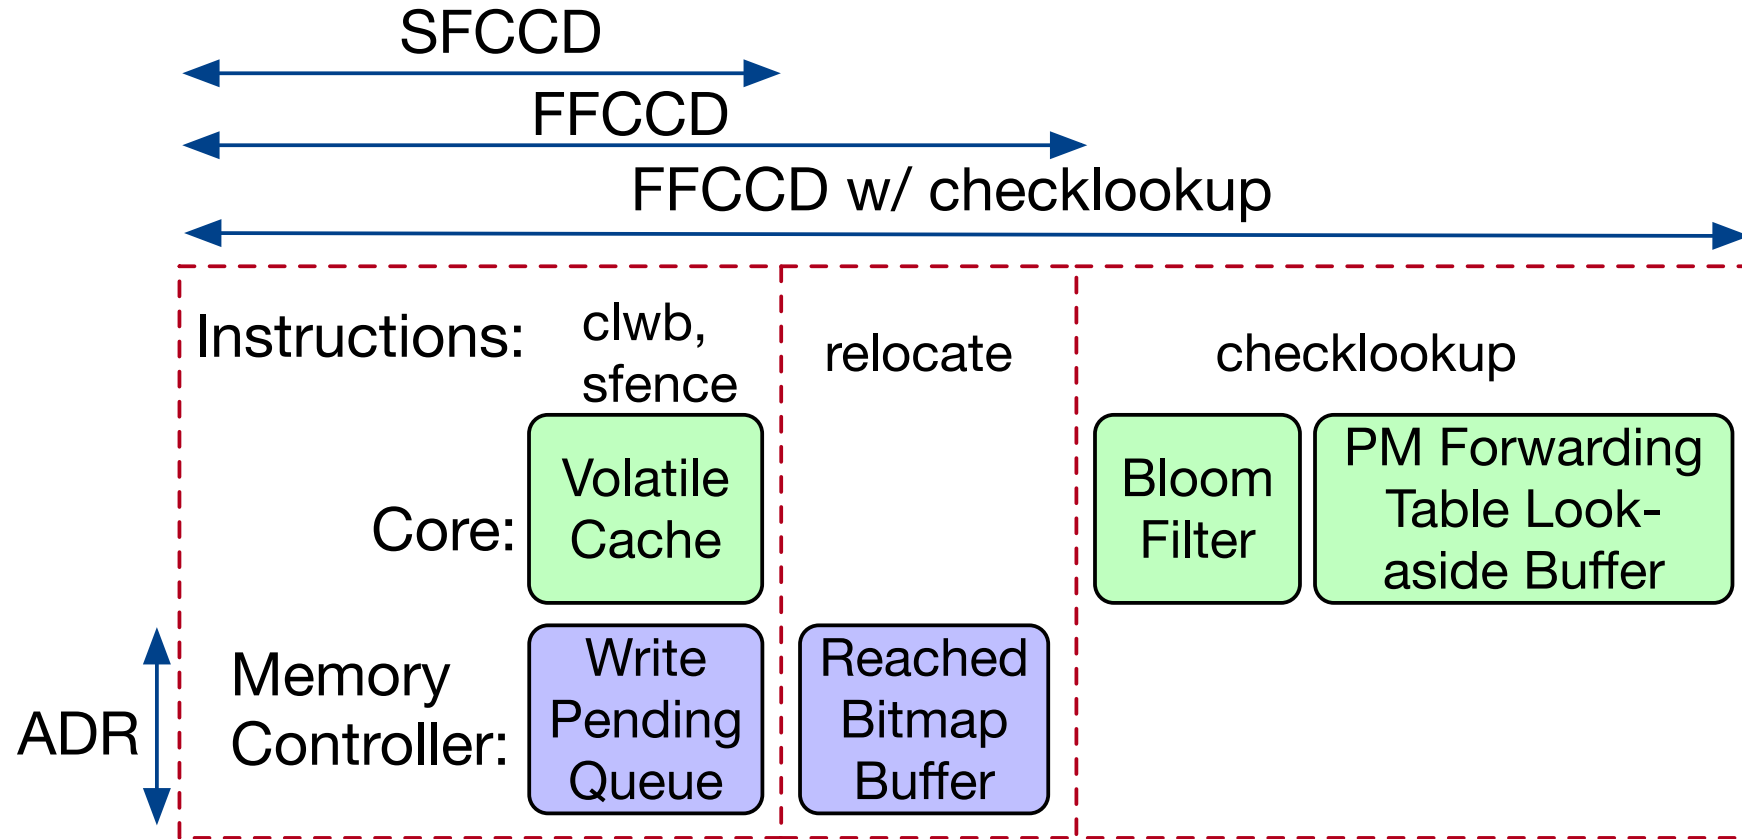 SFCCD
FFCCD
FFCCD w/ checklookup
Instructions:
clwb,
sfence
relocate
checklookup
Core:
Volatile
Cache
Bloom
Filter
PM Forwarding
Table Look-
aside Buffer
ADR
Memory
Controller:
Write
Pending
Queue
Reached
Bitmap
Buffer